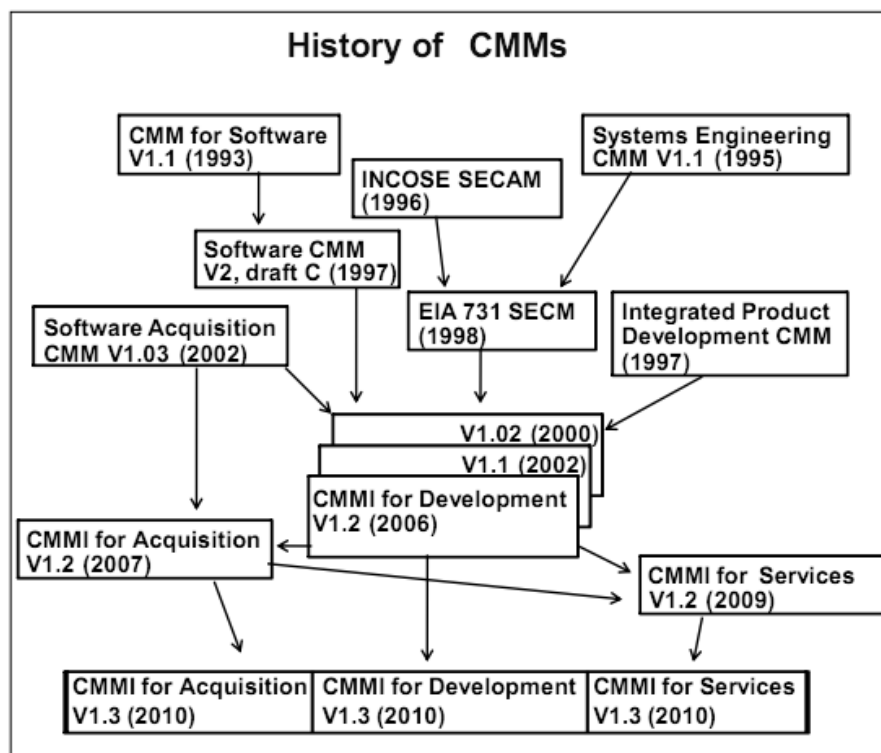 History of CMMs
CMM for Software
V1.1 (1993)
Systems Engineering
CMM V1.1 (1995)
INCOSE SECAM
(1996)
Software CMM
V2, draft C (1997)
EIA 731 SECM
(1998)
Integrated Product
Development CMM
(1997)
Software Acquisition
CMM V1.03 (2002)
V1.02 (2000)
V1.1 (2002)
CMMI for Development
V1.2 (2006)
CMMI for Acquisition
V1.2 (2007)
CMMI for Services
V1.2 (2009)
CMMI for Acquisition
V1.3 (2010)
CMMI for Development
V1.3 (2010)
CMMI for Services
V1.3 (2010)